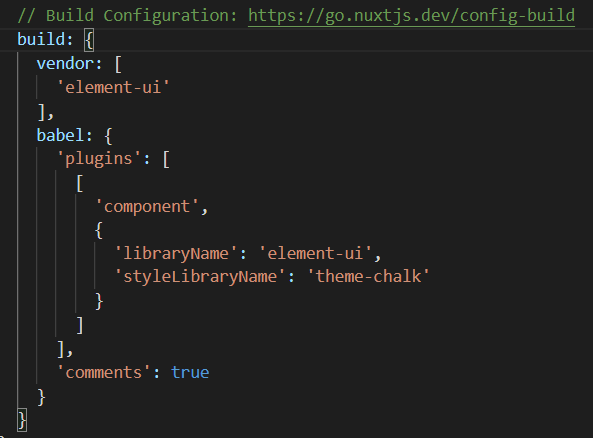 // Build Configuration: https://go.nuxtjs.dev/config-build
build: {
  vendor: [
    'element-ui'
  ],
  babel: {
    'plugins': [
      [
        'component',
        {
          'libraryName': 'element-ui',
          'styleLibraryName': 'theme-chalk'
        }
      ]
    ],
    'comments': true
  }
}